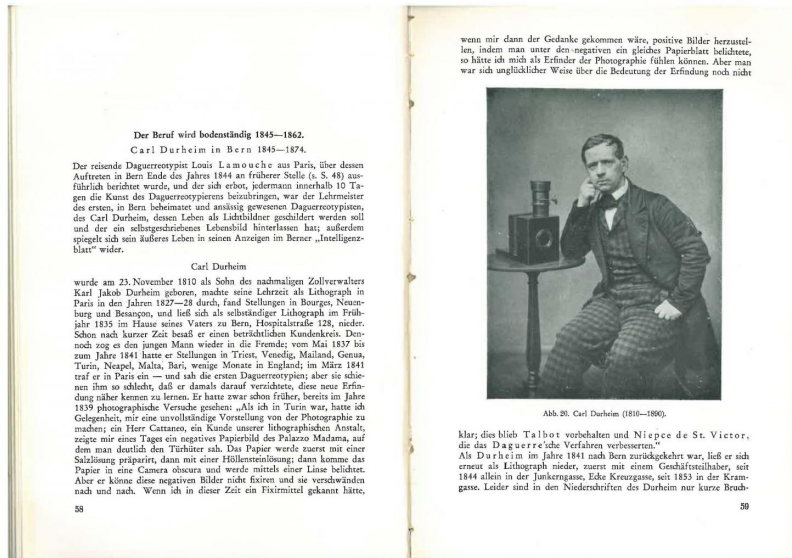 Der Beruf wird bodenständig 1845—1862.
Carl Durheim in Bern 1845—1874.
Der reisende Daguerreotypist Louis Lamouche aus Paris, über dessen
Auftreten in Bern Ende des Jahres 1844 an früherer Stelle (s. S. 48) aus-
führlich berichtet wurde, und der sich erbot, jedermann innerhalb 10 Ta-
gen die Kunst des Daguerreotypierens beizubringen, war der Lehrmeister
des ersten, in Bern beheimatet und ansässig gewesenen Daguerreotypisten,
des Carl Durheim, dessen Leben als Lichtbildner geschildert werden soll
und der ein selbstgeschriebenes Lebensbild hinterlassen hat; außerdem
spiegelt sich sein äußeres Leben in seinen Anzeigen im Berner „Intelligenz-
blatt" wider.
Carl Durheim
wurde am 23. November 1810 als Sohn des nachmaligen Zollverwalters
Karl Jakob Durheim geboren, machte seine Lehrzeit als Lithograph in
Paris in den Jahren 1827—28 durch, fand Stellungen in Bourges, Neuen-
burg und Besançon, und ließ sich als selbständiger Lithograph im Früh-
jahr 1835 im Hause seines Vaters zu Bern, Hospitalstraße 128, nieder.
Schon nach kurzer Zeit besaß er einen beträchtlichen Kundenkreis. Den-
noch zog es den jungen Mann wieder in die Fremde; vom Mai 1837 bis
zum Jahre 1841 hatte er Stellungen in Triest, Venedig, Mailand, Genua,
Turin, Neapel, Malta, Bari, wenige Monate in England; im März 1841
traf er in Paris ein — und sah die ersten Daguerreotypien; aber sie schie-
nen ihm so schlecht, daß er damals darauf verzichtete, diese neue Erfin-
dung näher kennen zu lernen. Er hatte zwar schon früher, bereits im Jahre
1839 photographische Versuche gesehen: „Als ich in Turin war, hatte ich
Gelegenheit, mir eine unvollständige Vorstellung von der Photographie zu
machen; ein Herr Cattaneo, ein Kunde unserer lithographischen Anstalt,
zeigte mir eines Tages ein negatives Papierbild des Palazzo Madama, auf
dem man deutlich den Türhüter sah. Das Papier werde zuerst mit einer
Salzlösung präparirt, dann mit einer Höllensteinlösung; dann komme das
Papier in eine Camera obscura und werde mittels einer Linse belichtet.
Aber er könne diese negativen Bilder nicht fixiren und sie verschwänden
nach und nach. Wenn ich in dieser Zeit ein Fixirmittel gekannt hätte,
58
wenn mir dann der Gedanke gekommen wäre, positive Bilder herzustel-
len, indem man unter den negativen ein gleiches Papierblatt belichtete,
so hätte ich mich als Erfinder der Photographie fühlen können. Aber man
war sich unglücklicher Weise über die Bedeutung der Erfindung noch nicht
Abb. 20. Carl Durheim (1810—1890).
klar; dies blieb Talbot vorbehalten und Niepce de St. Victor,
die das Daguerre'sche Verfahren verbesserten."
Als Durheim im Jahre 1841 nach Bern zurückgekehrt war, ließ er sich
erneut als Lithograph nieder, zuerst mit einem Geschäftsteilhaber, seit
1844 allein in der Junkerngasse, Ecke Kreuzgasse, seit 1853 in der Kram-
gasse. Leider sind in den Niederschriften des Durheim nur kurze Bruch-
59